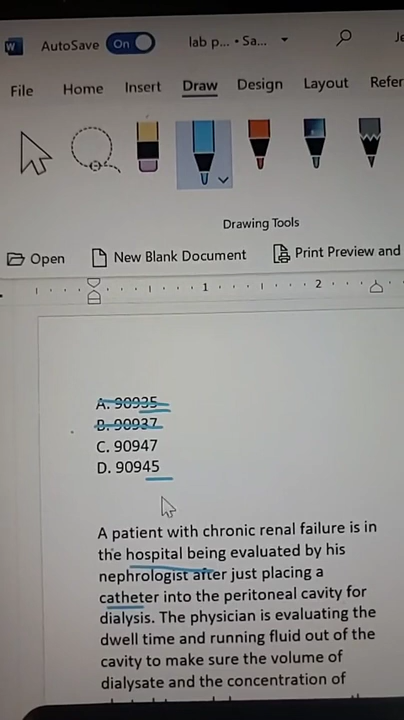 AutoSave On lab p... • Sa...
File Home Insert Draw Design Layout Refer
Drawing Tools
Open New Blank Document Print Preview and
1 2
A. 90935
B. 90937
C. 90947
D. 90945
A patient with chronic renal failure is in
the hospital being evaluated by his
nephrologist after just placing a
catheter into the peritoneal cavity for
dialysis. The physician is evaluating the
dwell time and running fluid out of the
cavity to make sure the volume of
dialysate and the concentration of